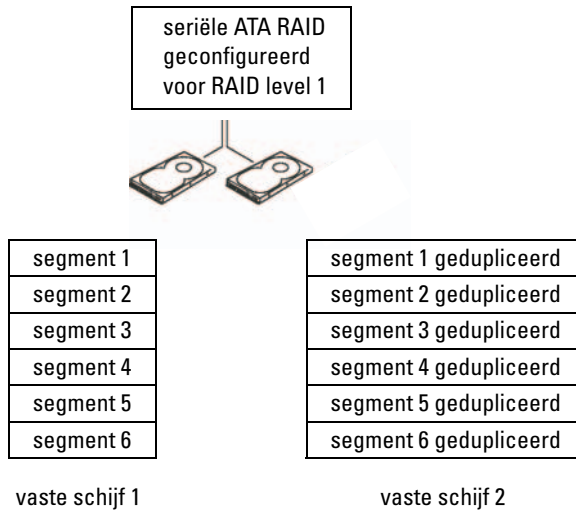 seriële ATA RAID
geconfigureerd
voor RAID level 1
segment 1
segment 1 gedupliceerd
segment 2
segment 2 gedupliceerd
segment 3
segment 3 gedupliceerd
segment 4
segment 4 gedupliceerd
segment 5
segment 5 gedupliceerd
segment 6
segment 6 gedupliceerd
vaste schijf 1
vaste schijf 2